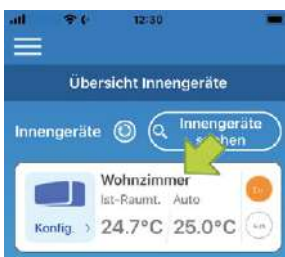 12:30
Übersicht Innengeräte
Innengeräte
Innengeräte
suchen
Wohnzimmer
Ist-Raumt. Auto
Konfig. > 24.7°C 25.0°C